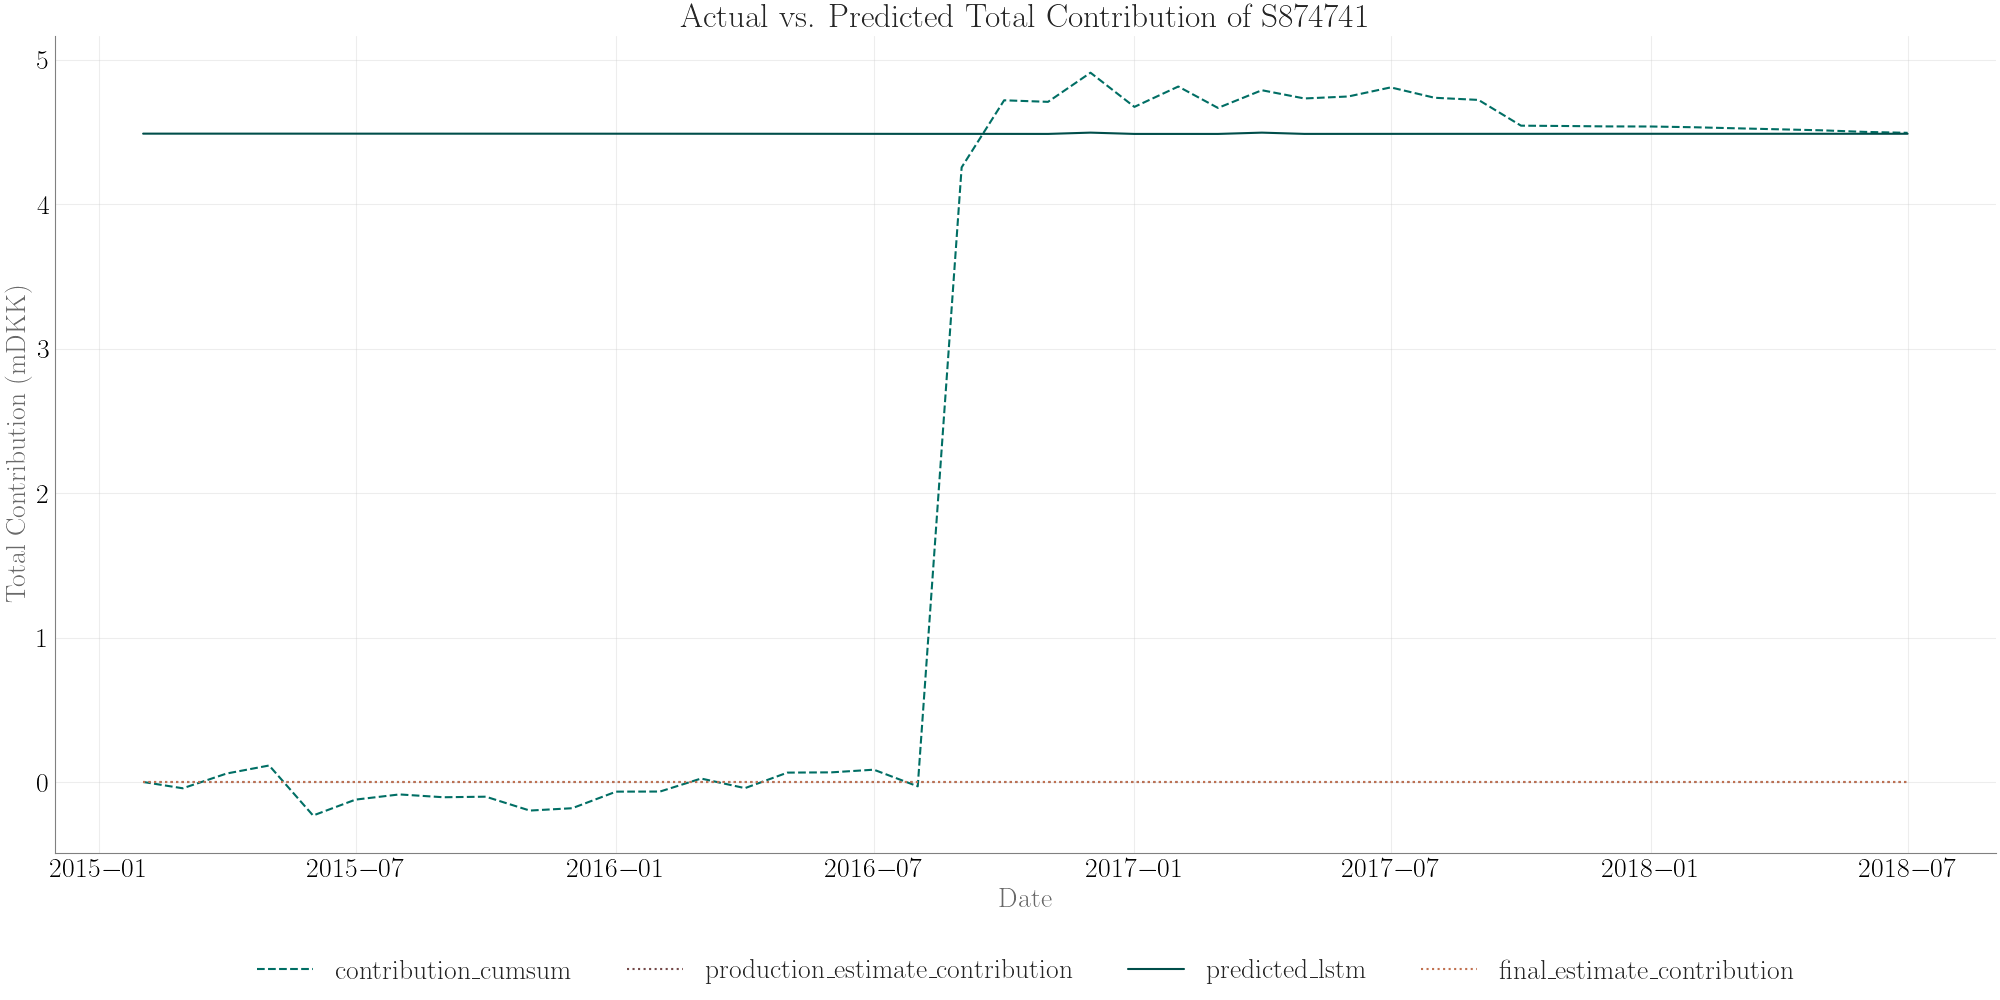 Actual vs. Predicted Total Contribution of S874741
Total Contribution (mDKK)
5
4
3
2
1
0
2015–01 2015–07 2016–01 2016–07 2017–01 2017–07 2018–01 2018–07
Date
contribution_cumsum production_estimate_contribution predicted_lstm final_estimate_contribution